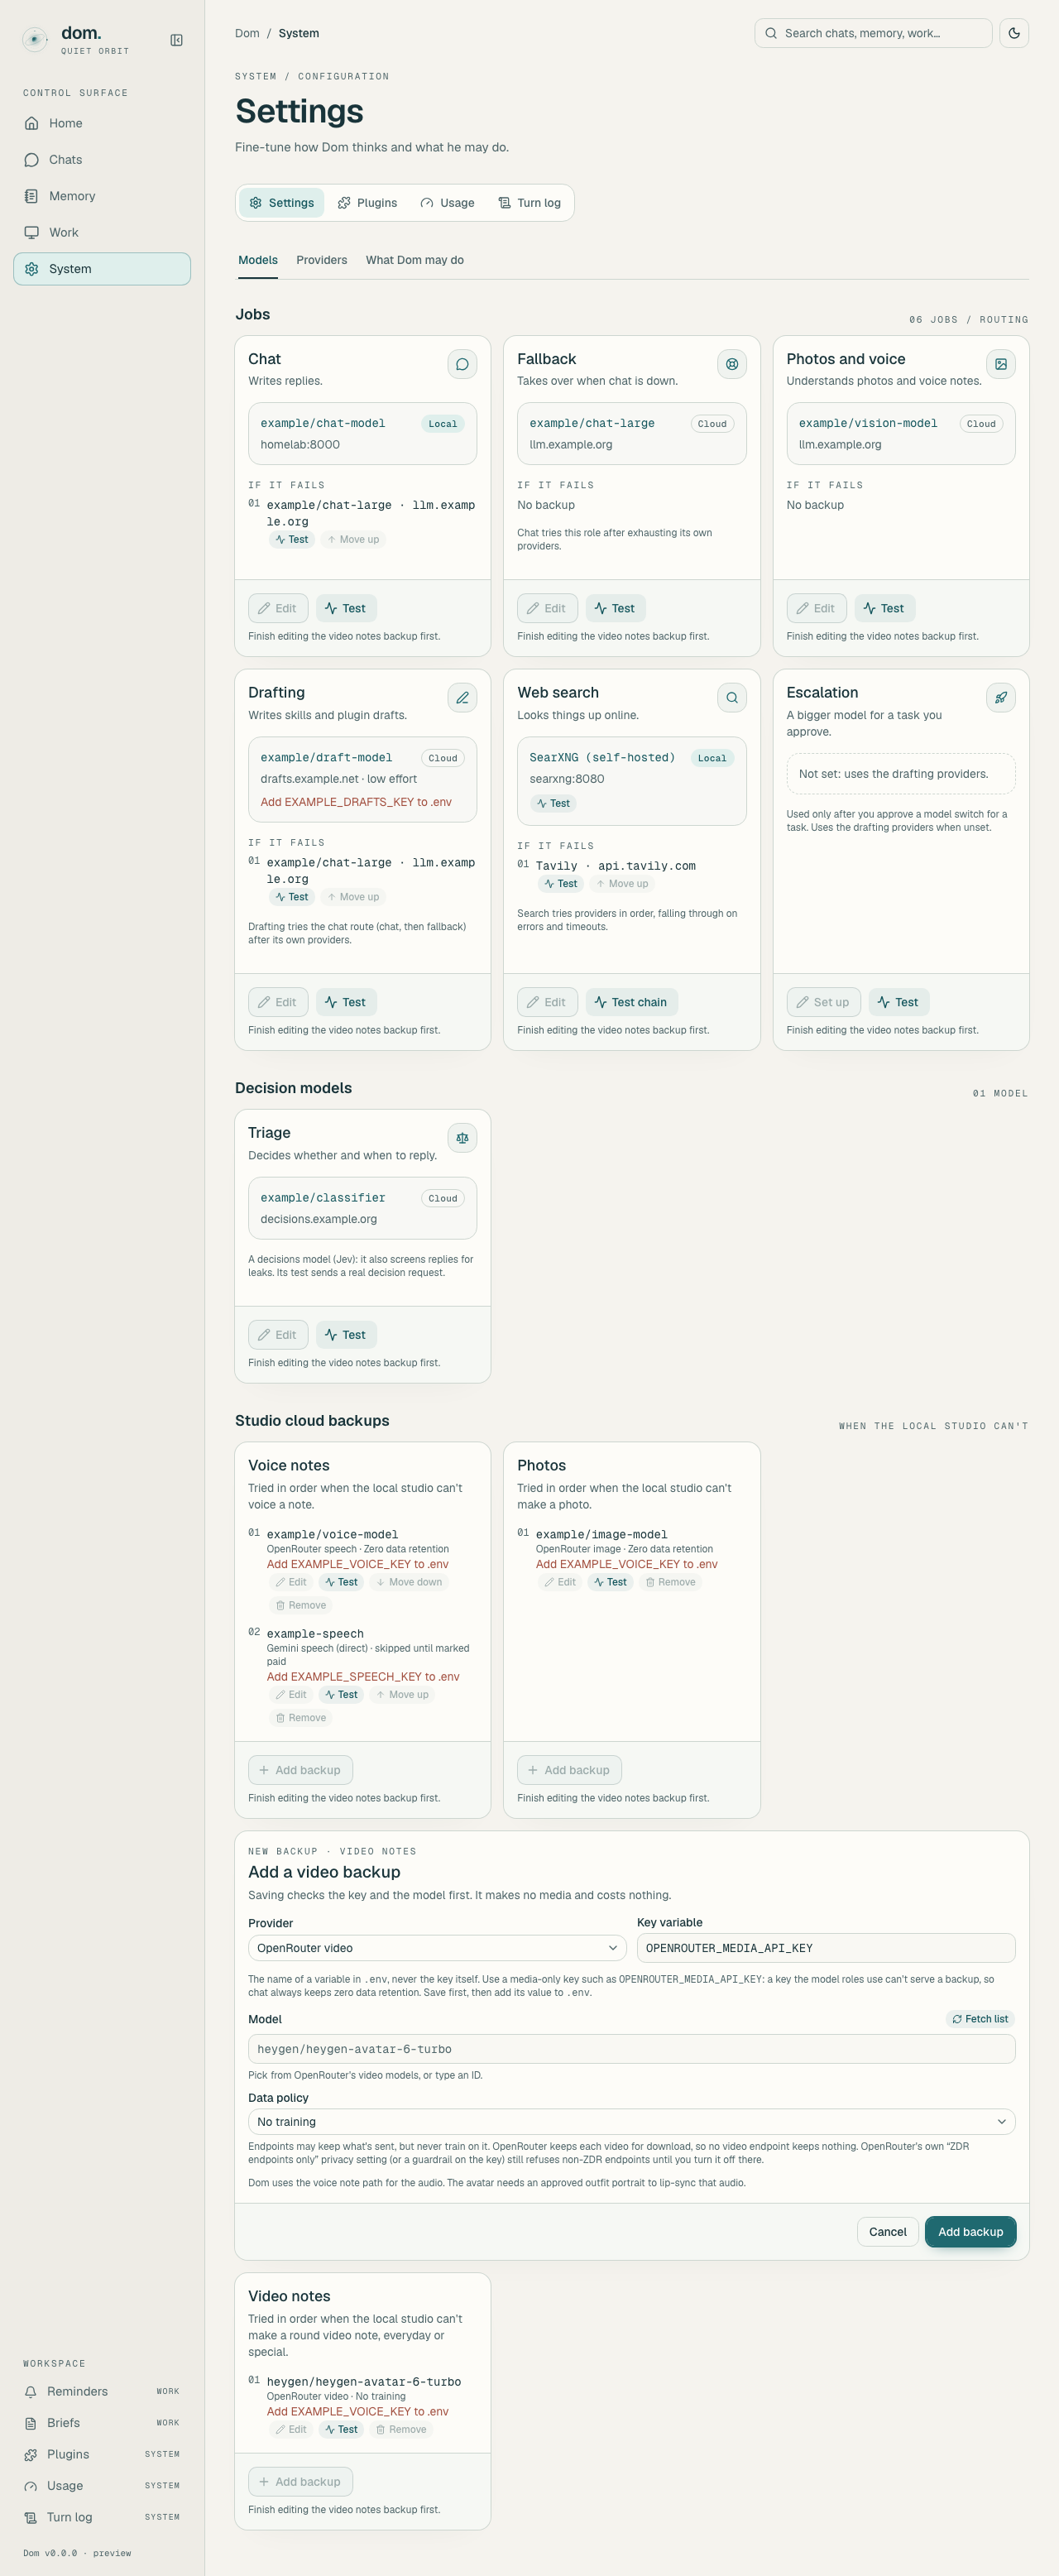 dom.
QUIET ORBIT
CONTROL SURFACE
Home
Chats
Memory
Work
System
Dom / System
Search chats, memory, work...
SYSTEM / CONFIGURATION
Settings
Fine-tune how Dom thinks and what he may do.
Settings Plugins Usage Turn log
Models Providers What Dom may do
Jobs
06 JOBS / ROUTING
Chat
Writes replies.
example/chat-model Local
homelab:8000
IF IT FAILS
01 example/chat-large · llm.examp
le.org
Test Move up
Edit Test
Finish editing the video notes backup first.
Fallback
Takes over when chat is down.
example/chat-large Cloud
llm.example.org
IF IT FAILS
No backup
Chat tries this role after exhausting its own
providers.
Edit Test
Finish editing the video notes backup first.
Photos and voice
Understands photos and voice notes.
example/vision-model Cloud
llm.example.org
IF IT FAILS
No backup
Edit Test
Finish editing the video notes backup first.
Drafting
Writes skills and plugin drafts.
example/draft-model Cloud
drafts.example.net · low effort
Add EXAMPLE_DRAFTS_KEY to .env
IF IT FAILS
01 example/chat-large · llm.examp
le.org
Test Move up
Drafting tries the chat route (chat, then fallback)
after its own providers.
Edit Test
Finish editing the video notes backup first.
Web search
Looks things up online.
SearXNG (self-hosted) Local
searxng:8080
Test
IF IT FAILS
01 Tavily · api.tavily.com
Test Move up
Search tries providers in order, falling through on
errors and timeouts.
Edit Test chain
Finish editing the video notes backup first.
Escalation
A bigger model for a task you
approve.
Not set: uses the drafting providers.
Used only after you approve a model switch for a
task. Uses the drafting providers when unset.
Set up Test
Finish editing the video notes backup first.
Decision models
01 MODEL
Triage
Decides whether and when to reply.
example/classifier Cloud
decisions.example.org
A decisions model (Jev): it also screens replies for
leaks. Its test sends a real decision request.
Edit Test
Finish editing the video notes backup first.
Studio cloud backups
WHEN THE LOCAL STUDIO CAN'T
Voice notes
Tried in order when the local studio can't
voice a note.
01 example/voice-model
OpenRouter speech · Zero data retention
Add EXAMPLE_VOICE_KEY to .env
Edit Test Move down
Remove
02 example-speech
Gemini speech (direct) · skipped until marked
paid
Add EXAMPLE_SPEECH_KEY to .env
Edit Test Move up
Remove
Add backup
Finish editing the video notes backup first.
Photos
Tried in order when the local studio can't
make a photo.
01 example/image-model
OpenRouter image · Zero data retention
Add EXAMPLE_VOICE_KEY to .env
Edit Test Remove
Add backup
Finish editing the video notes backup first.
NEW BACKUP · VIDEO NOTES
Add a video backup
Saving checks the key and the model first. It makes no media and costs nothing.
Provider
OpenRouter video
Key variable
OPENROUTER_MEDIA_API_KEY
The name of a variable in .env, never the key itself. Use a media-only key such as OPENROUTER_MEDIA_API_KEY: a key the model roles use can't serve a backup, so
chat always keeps zero data retention. Save first, then add its value to .env.
Model
Fetch list
heygen/heygen-avatar-6-turbo
Pick from OpenRouter's video models, or type an ID.
Data policy
No training
Endpoints may keep what's sent, but never train on it. OpenRouter keeps each video for download, so no video endpoint keeps nothing. OpenRouter's own "ZDR
endpoints only" privacy setting (or a guardrail on the key) still refuses non-ZDR endpoints until you turn it off there.
Dom uses the voice note path for the audio. The avatar needs an approved outfit portrait to lip-sync that audio.
Cancel Add backup
Video notes
Tried in order when the local studio can't
make a round video note, everyday or
special.
01 heygen/heygen-avatar-6-turbo
OpenRouter video · No training
Add EXAMPLE_VOICE_KEY to .env
Edit Test Remove
Add backup
Finish editing the video notes backup first.
WORKSPACE
Reminders WORK
Briefs WORK
Plugins SYSTEM
Usage SYSTEM
Turn log SYSTEM
Dom v0.0.0 · preview